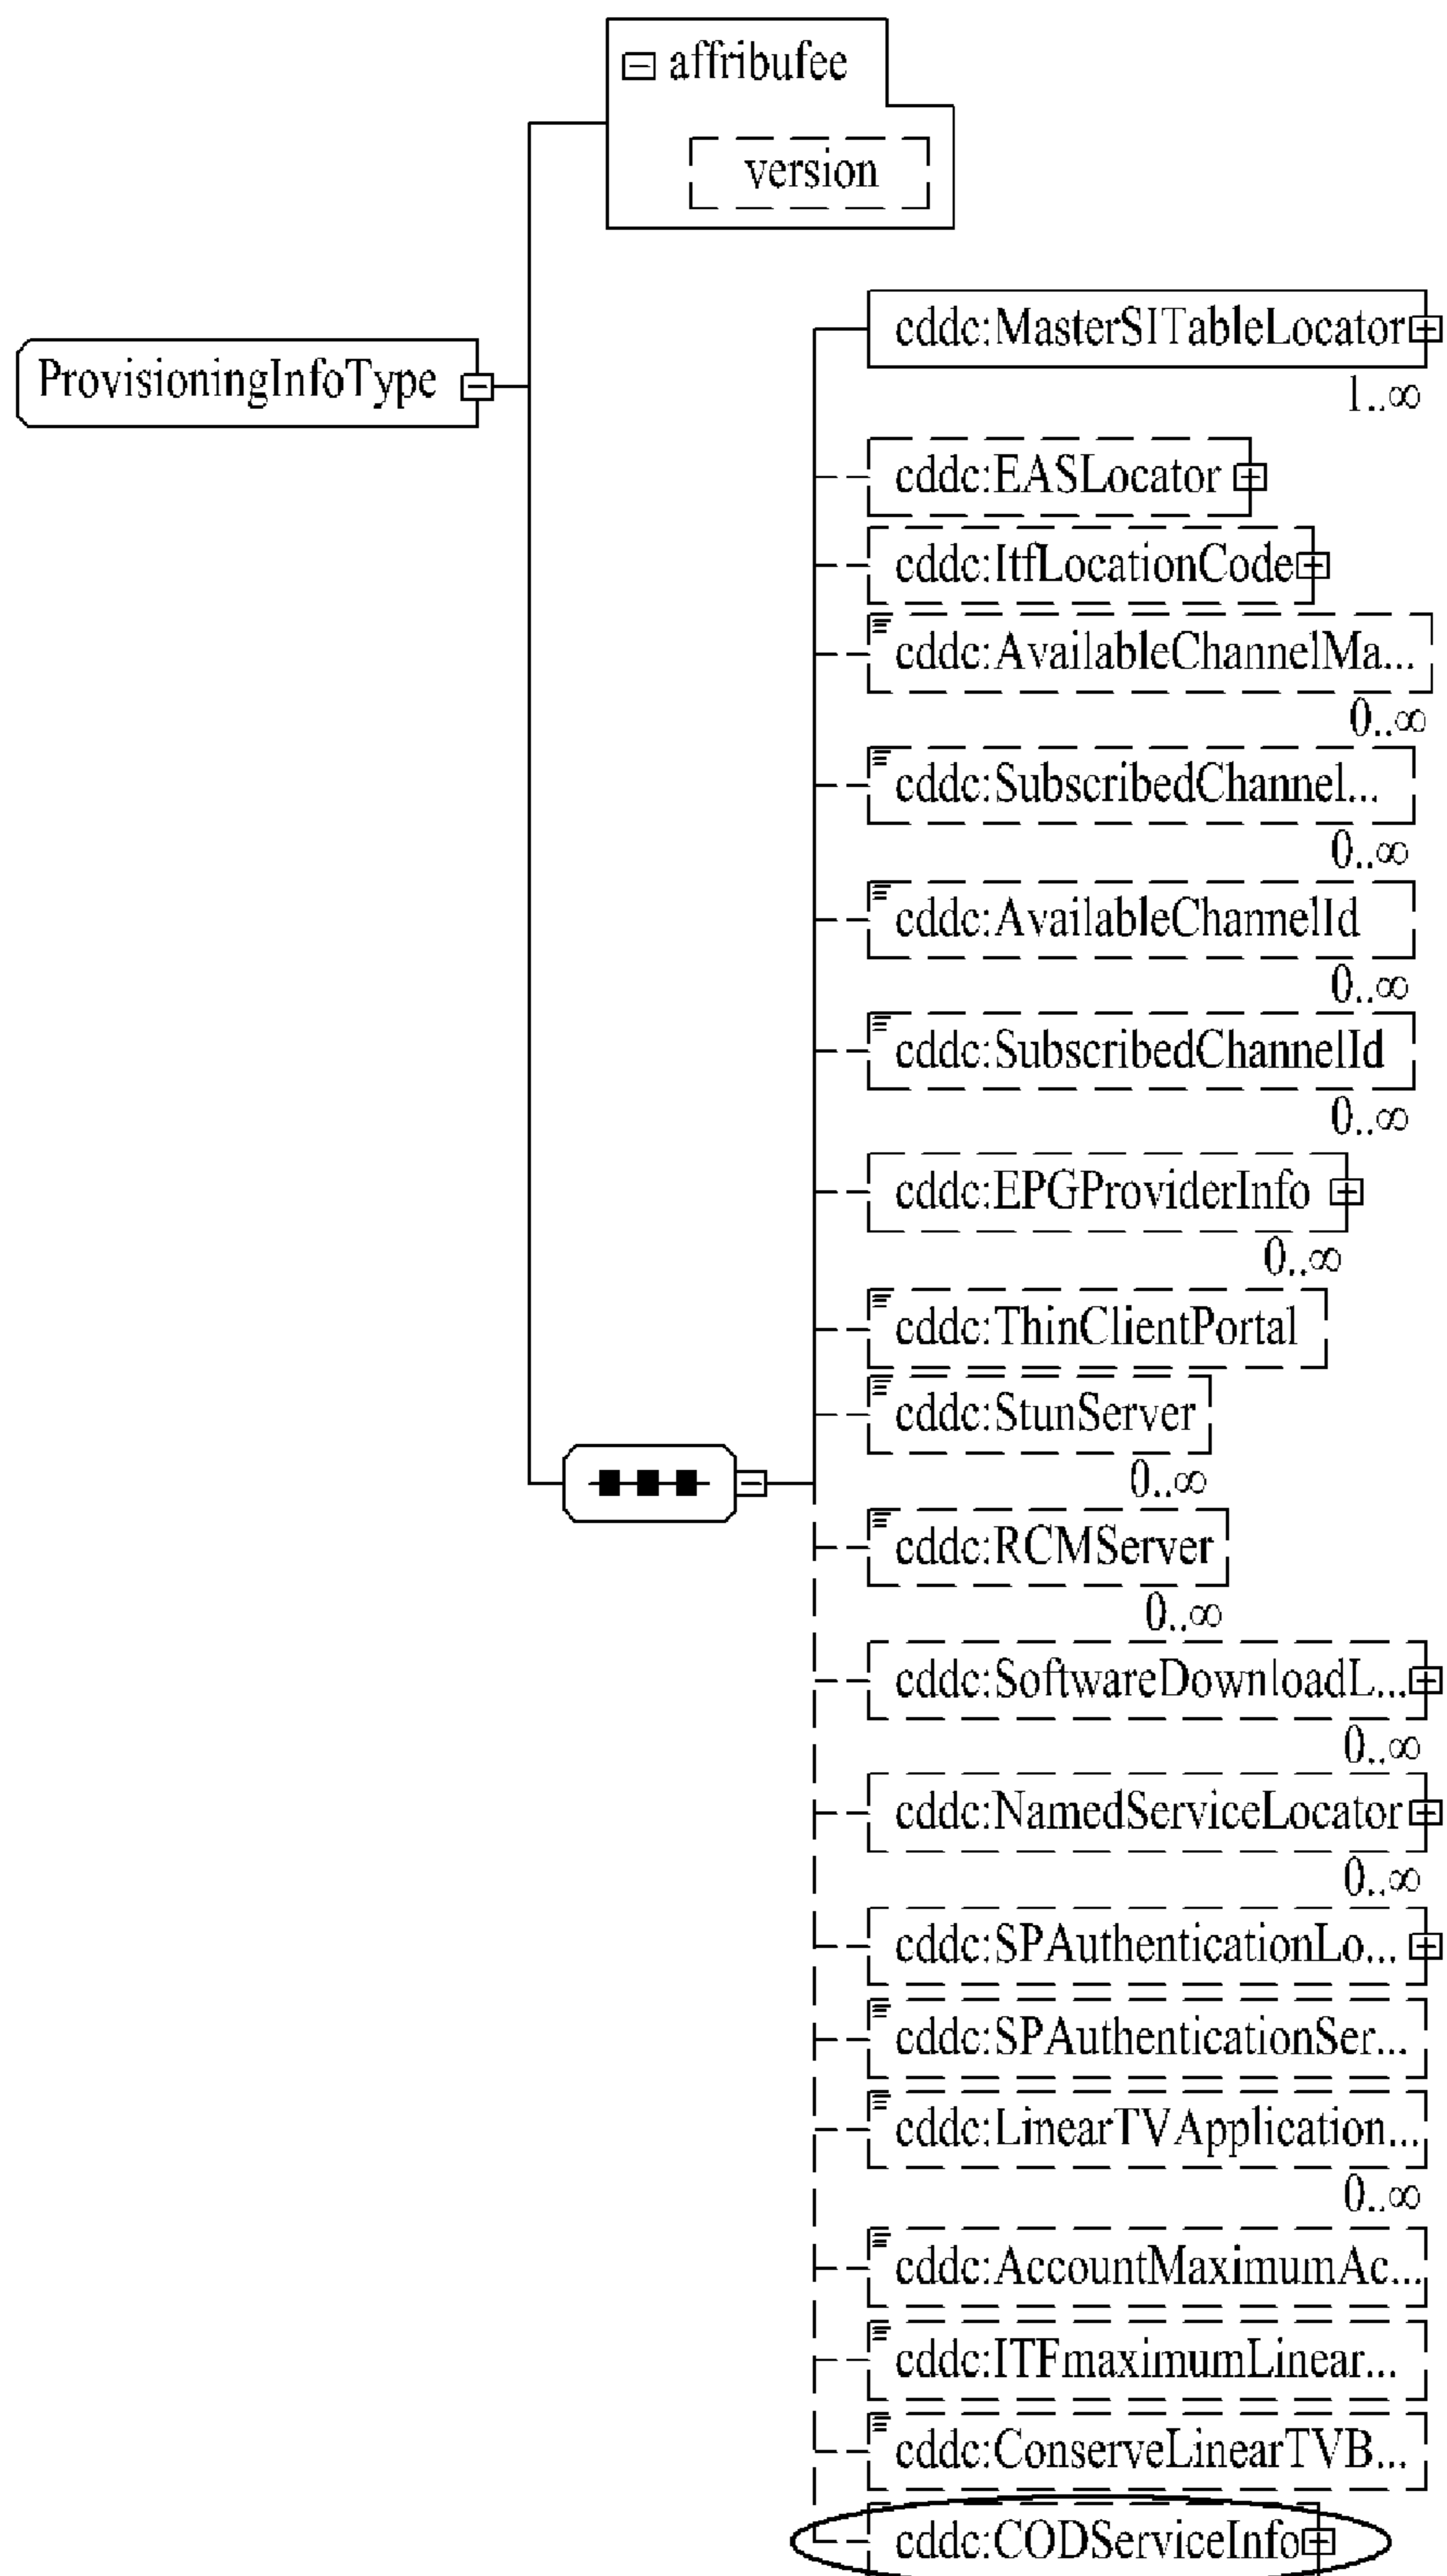 affribufee
version
ProvisioningInfoType
cddc:MasterSITableLocator
1..∞
cddc:EASLocator
cddc:ItfLocationCode
cddc:AvailableChannelMa...
0..∞
cddc:SubscribedChannel...
0..∞
cddc:AvailableChannelId
0..∞
cddc:SubscribedChannelId
0..∞
cddc:EPGProviderInfo
0..∞
cddc:ThinClientPortal
cddc:StunServer
0..∞
cddc:RCMServer
0..∞
cddc:SoftwareDownloadL...
0..∞
cddc:NamedServiceLocator
0..∞
cddc:SPAuthenticationLo...
cddc:SPAuthenticationSer...
cddc:LinearTVApplication...
0..∞
cddc:AccountMaximumAc...
cddc:ITFmaximumLinear...
cddc:ConserveLinearTVB...
cddc:CODServiceInfo